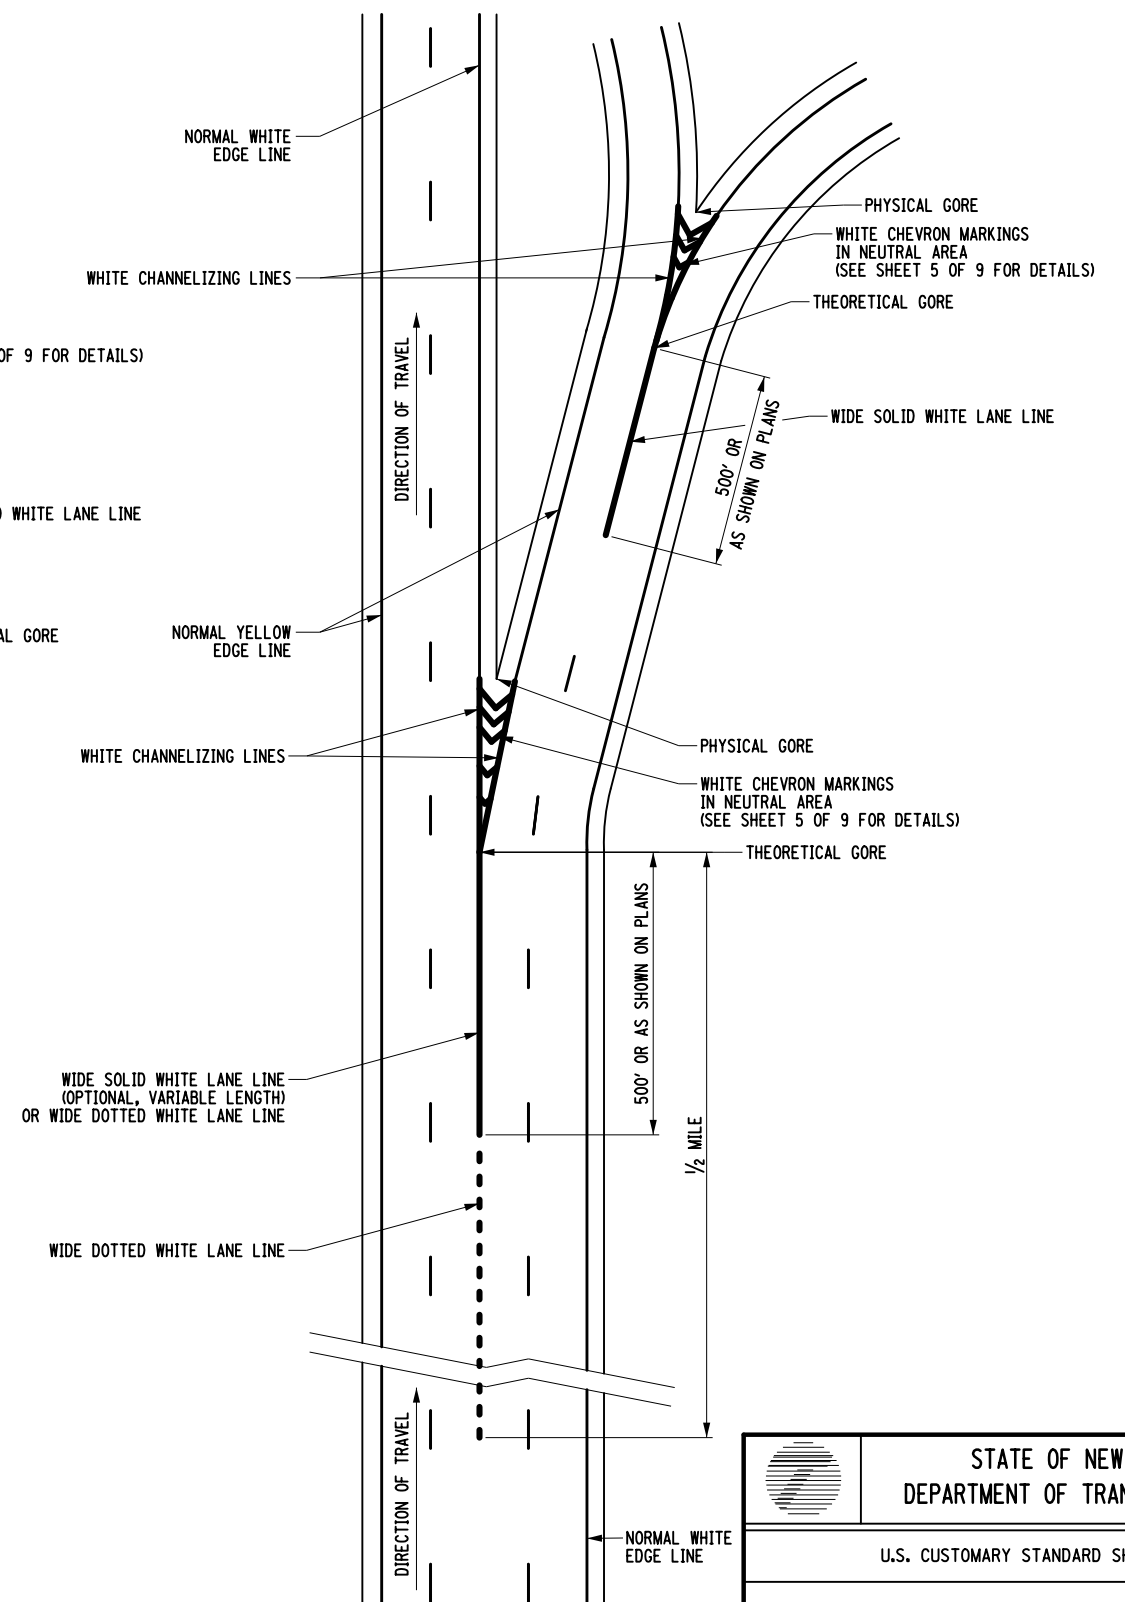 NORMAL WHITE
EDGE LINE
PHYSICAL GORE
WHITE CHEVRON MARKINGS
IN NEUTRAL AREA
(SEE SHEET 5 OF 9 FOR DETAILS)
WHITE CHANNELIZING LINES
THEORETICAL GORE
OF 9 FOR DETAILS)
DIRECTION OF TRAVEL
WIDE SOLID WHITE LANE LINE
500' OR
AS SHOWN ON PLANS
WHITE LANE LINE
GORE
NORMAL YELLOW
EDGE LINE
WHITE CHANNELIZING LINES
PHYSICAL GORE
WHITE CHEVRON MARKINGS
IN NEUTRAL AREA
(SEE SHEET 5 OF 9 FOR DETAILS)
THEORETICAL GORE
500' OR AS SHOWN ON PLANS
1/2 MILE
WIDE SOLID WHITE LANE LINE
(OPTIONAL, VARIABLE LENGTH)
OR WIDE DOTTED WHITE LANE LINE
WIDE DOTTED WHITE LANE LINE
DIRECTION OF TRAVEL
NORMAL WHITE
EDGE LINE
STATE OF NEW
DEPARTMENT OF TRAN
U.S. CUSTOMARY STANDARD SH